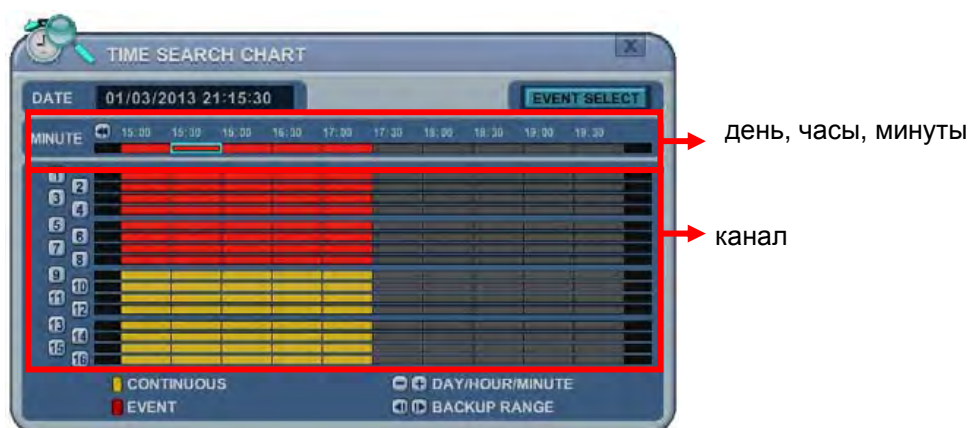 TIME SEARCH CHART X
DATE 01/03/2013 21:15:30 EVENT SELECT
MINUTE 15:00 15:30 16:00 16:30 17:00 17:30 18:00 18:30 19:00 19:30
день, часы, минуты
1
2
3
4
5
6
7
8
канал
9
10
11
12
13
14
15
16
CONTINUOUS DAY/HOUR/MINUTE
EVENT BACKUP RANGE